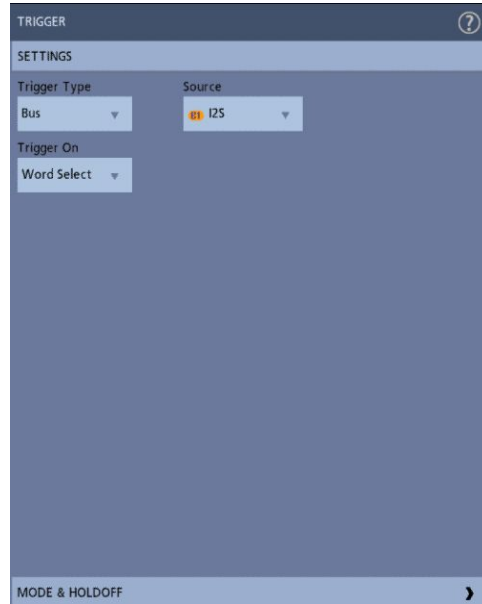 TRIGGER ?
SETTINGS
Trigger Type Source
Bus B1 I2S
Trigger On
Word Select
MODE & HOLDOFF